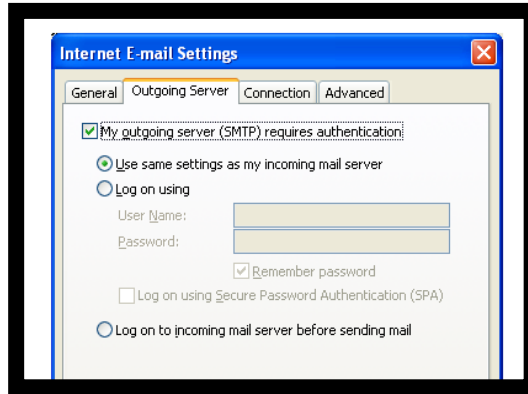 Internet E-mail Settings
General Outgoing Server Connection Advanced
My outgoing server (SMTP) requires authentication
Use same settings as my incoming mail server
Log on using
User Name:
Password:
Remember password
Log on using Secure Password Authentication (SPA)
Log on to incoming mail server before sending mail